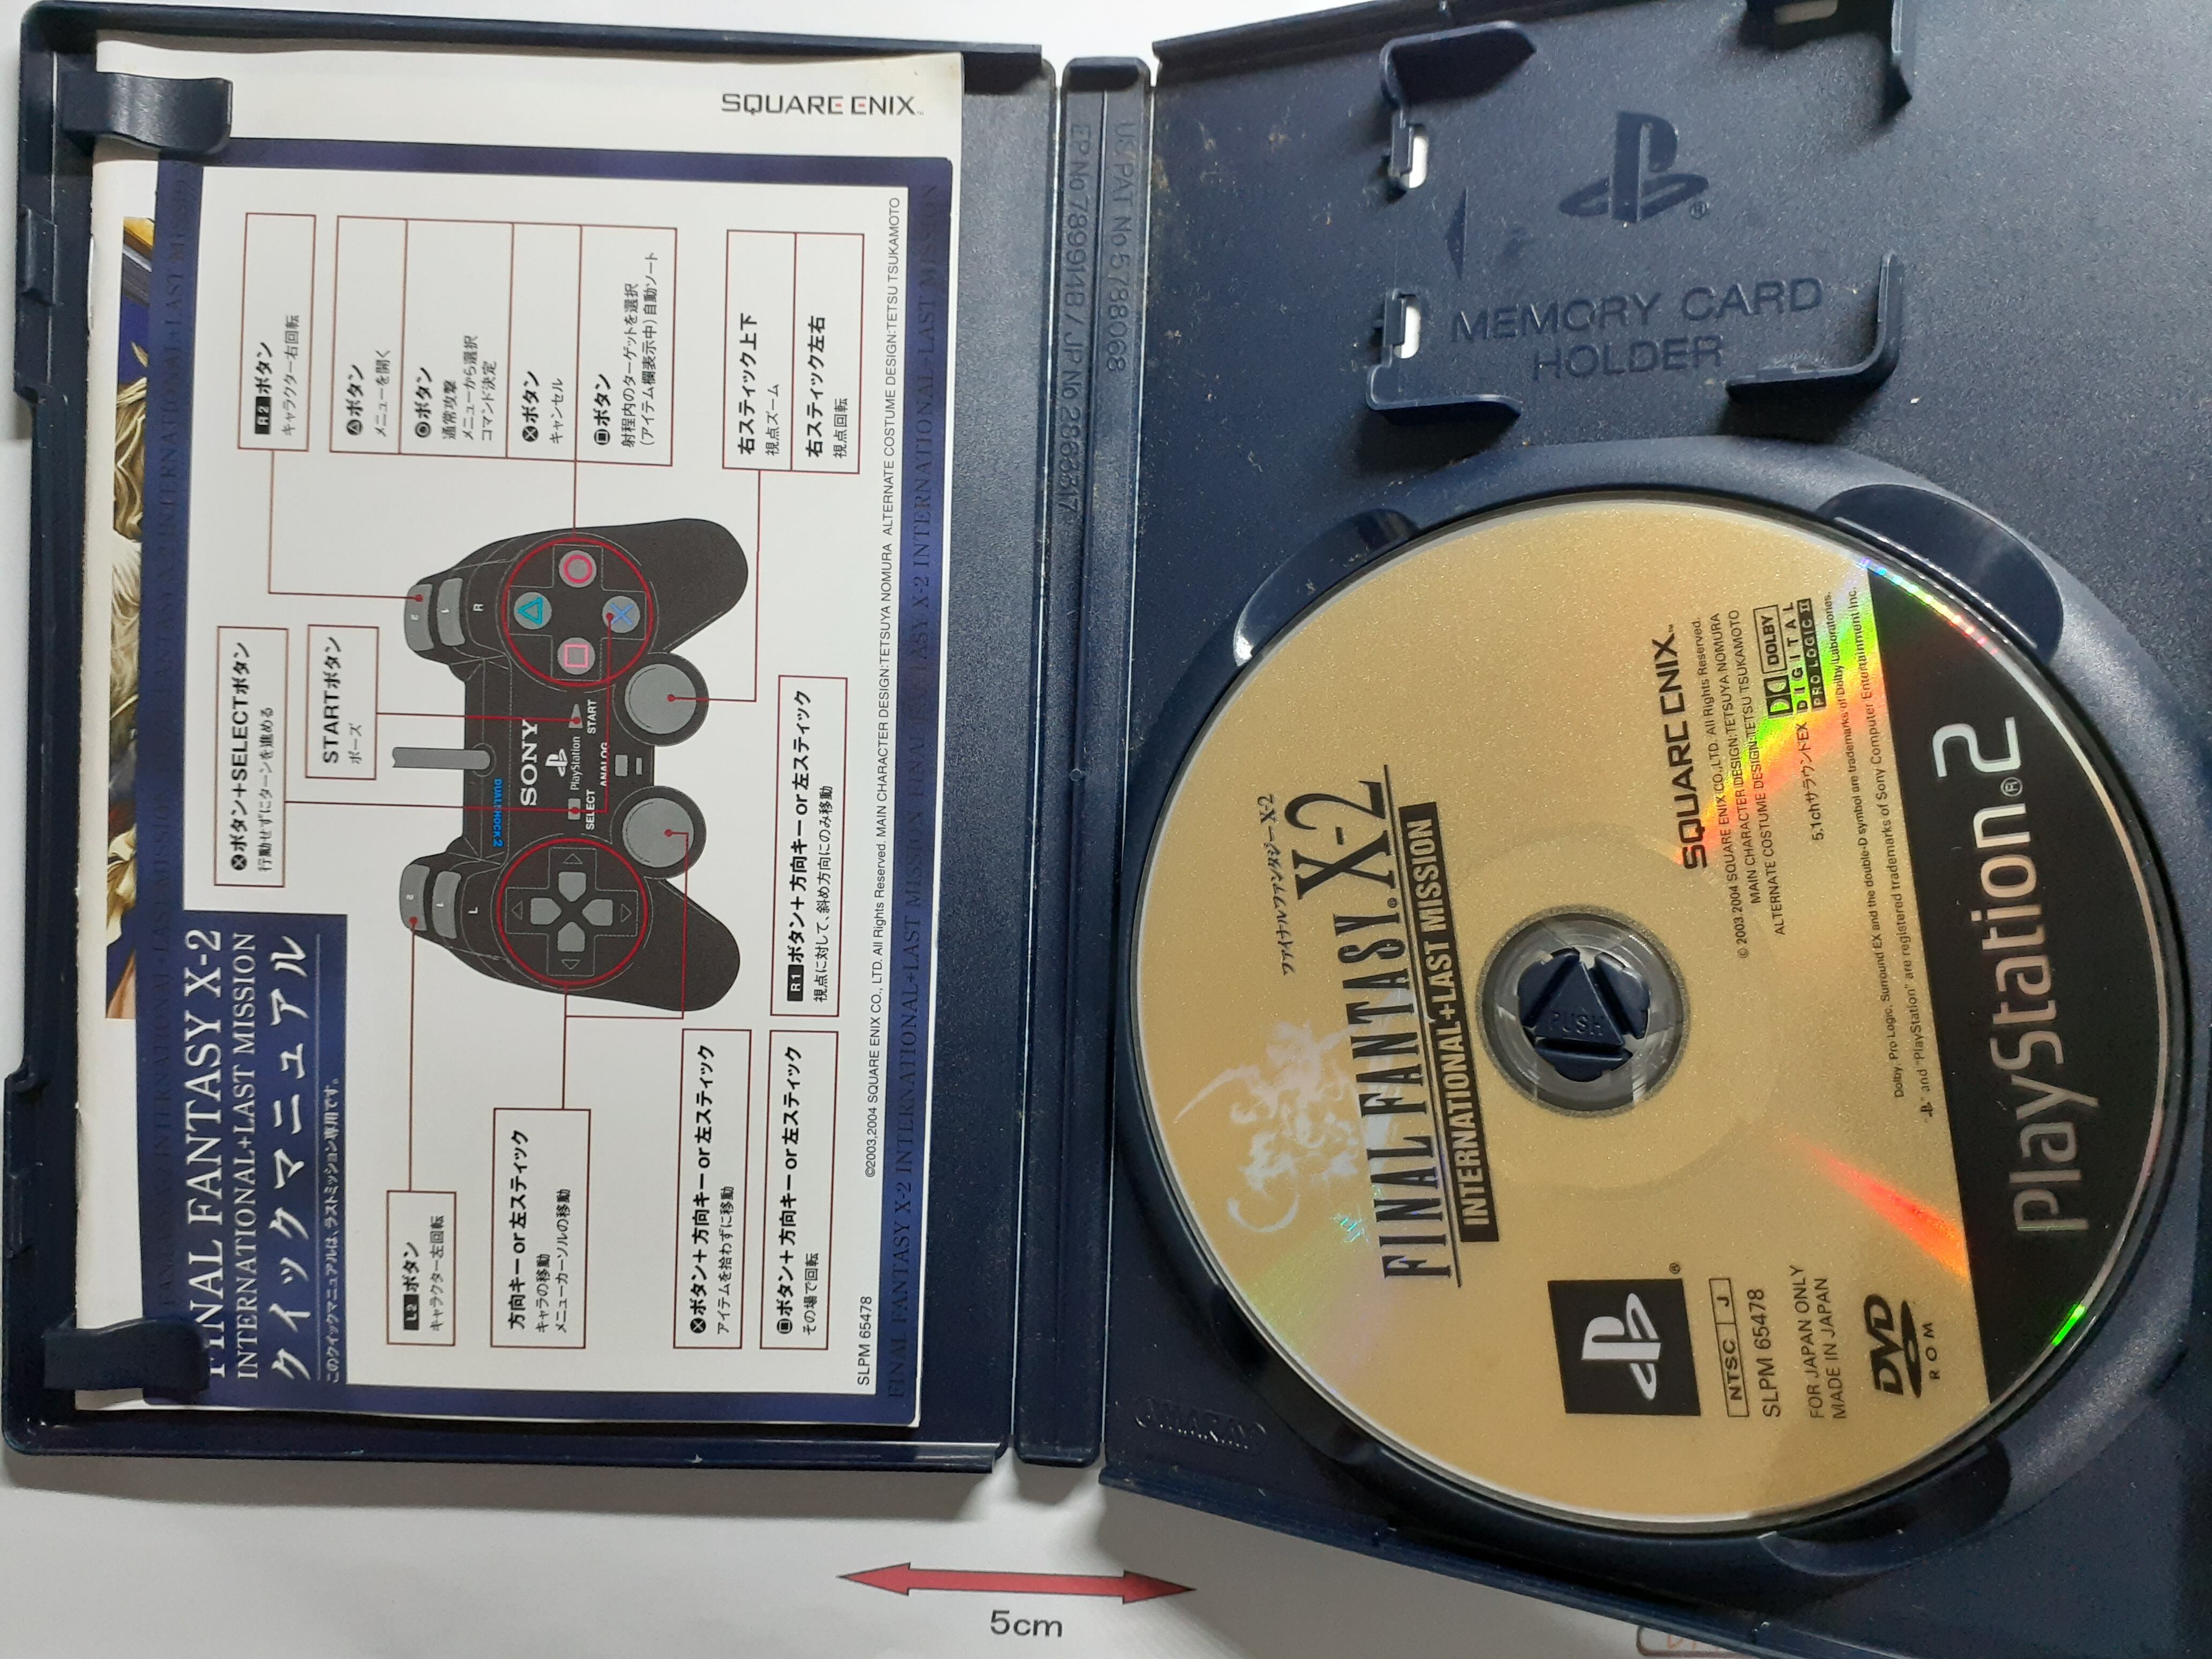 SQUARE ENIX™
FINAL FANTASY X-2
INTERNATIONAL+LAST MISSION
クイックマニュアル
このクイックマニュアルは、ラストミッション専用です。
R2ボタン
キャラクター右回転
△ボタン
メニューを開く
○ボタン
通常攻撃
メニューから選択
コマンド決定
×ボタン
キャンセル
□ボタン
射程内のターゲットを選択
(アイテム欄表示中)自動ソート
右スティック上下
視点ズーム
右スティック左右
視点回転
×ボタン+SELECTボタン
行動せずにターンを進める
STARTボタン
ポーズ
R1ボタン+方向キー or 左スティック
視点に対して、斜め方向にのみ移動
L2ボタン
キャラクター左回転
方向キー or 左スティック
キャラの移動
メニューカーソルの移動
×ボタン+方向キー or 左スティック
アイテムを拾わずに移動
□ボタン+方向キー or 左スティック
その場で回転
2
1
R
2
1
L
DUALSHOCK 2
SONY
PlayStation
SELECT
START
ANALOG
SLPM 65478
©2003,2004 SQUARE ENIX CO., LTD. All Rights Reserved. MAIN CHARACTER DESIGN:TETSUYA NOMURA ALTERNATE COSTUME DESIGN:TETSU TSUKAMOTO
FINAL FANTASY X-2 INTERNATIONAL+LAST MISSION FINAL FANTASY X-2 INTERNATIONAL+LAST MISSION
US PAT No 5788068
EP No 789914B / JP No 2863317
AMARAY
MEMORY CARD
HOLDER
ファイナルファンタジーX-2
FINAL FANTASY® X-2
INTERNATIONAL+LAST MISSION
PUSH
SQUARE ENIX™
© 2003,2004 SQUARE ENIX CO.,LTD. All Rights Reserved.
MAIN CHARACTER DESIGN:TETSUYA NOMURA
ALTERNATE COSTUME DESIGN:TETSU TSUKAMOTO
5.1chサラウンドEX
DOLBY
DIGITAL
PRO LOGIC II
Dolby, Pro Logic, Surround EX and the double-D symbol are trademarks of Dolby Laboratories.
" " and "PlayStation" are registered trademarks of Sony Computer Entertainment Inc.
NTSC J
SLPM 65478
FOR JAPAN ONLY
MADE IN JAPAN
DVD
ROM
PlayStation®2
5cm